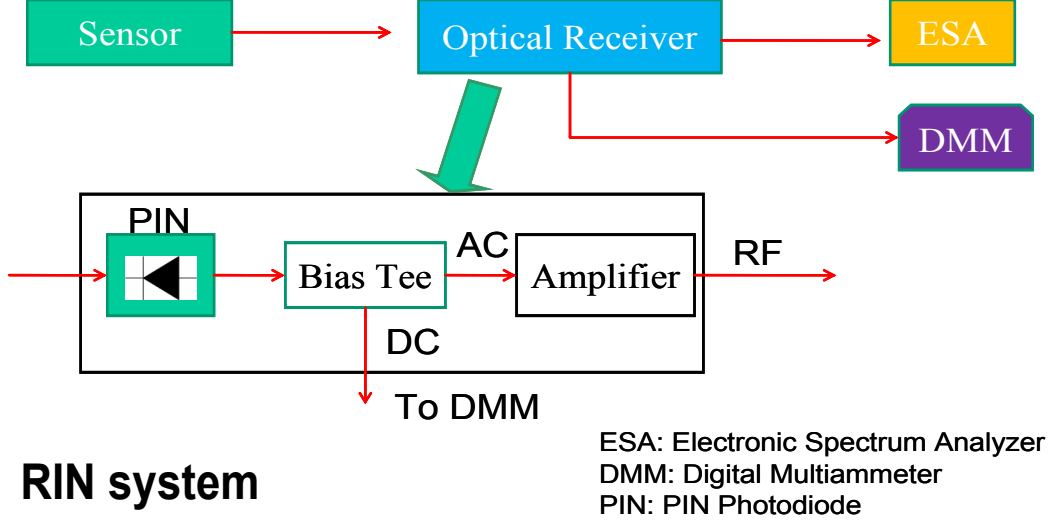 Sensor
Optical Receiver
ESA
DMM
PIN
AC
RF
Bias Tee
Amplifier
DC
To DMM
ESA: Electronic Spectrum Analyzer
DMM: Digital Multiammeter
PIN: PIN Photodiode
RIN system